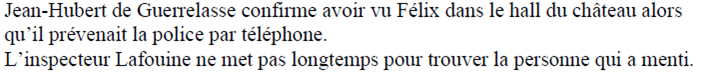 Jean-Hubert de Guerrelasse confirme avoir vu Félix dans le hall du château alors
qu’il prévenait la police par téléphone.
L’inspecteur Lafouine ne met pas longtemps pour trouver la personne qui a menti.